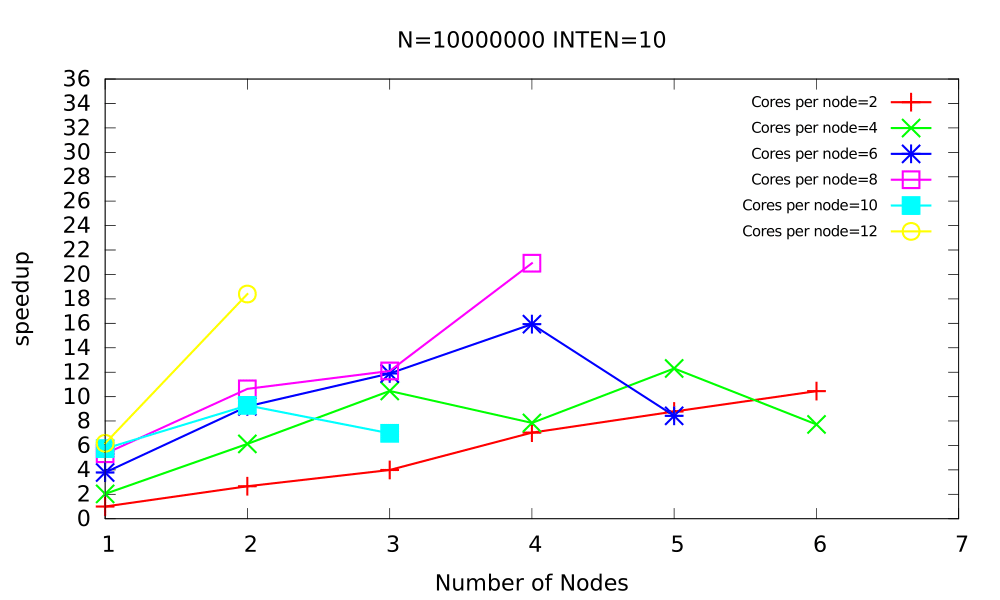 N=10000000 INTEN=10
36
34
32
30
28
26
24
22
20
18
16
14
12
10
8
6
4
2
0
speedup
Cores per node=2
Cores per node=4
Cores per node=6
Cores per node=8
Cores per node=10
Cores per node=12
1 2 3 4 5 6 7
Number of Nodes